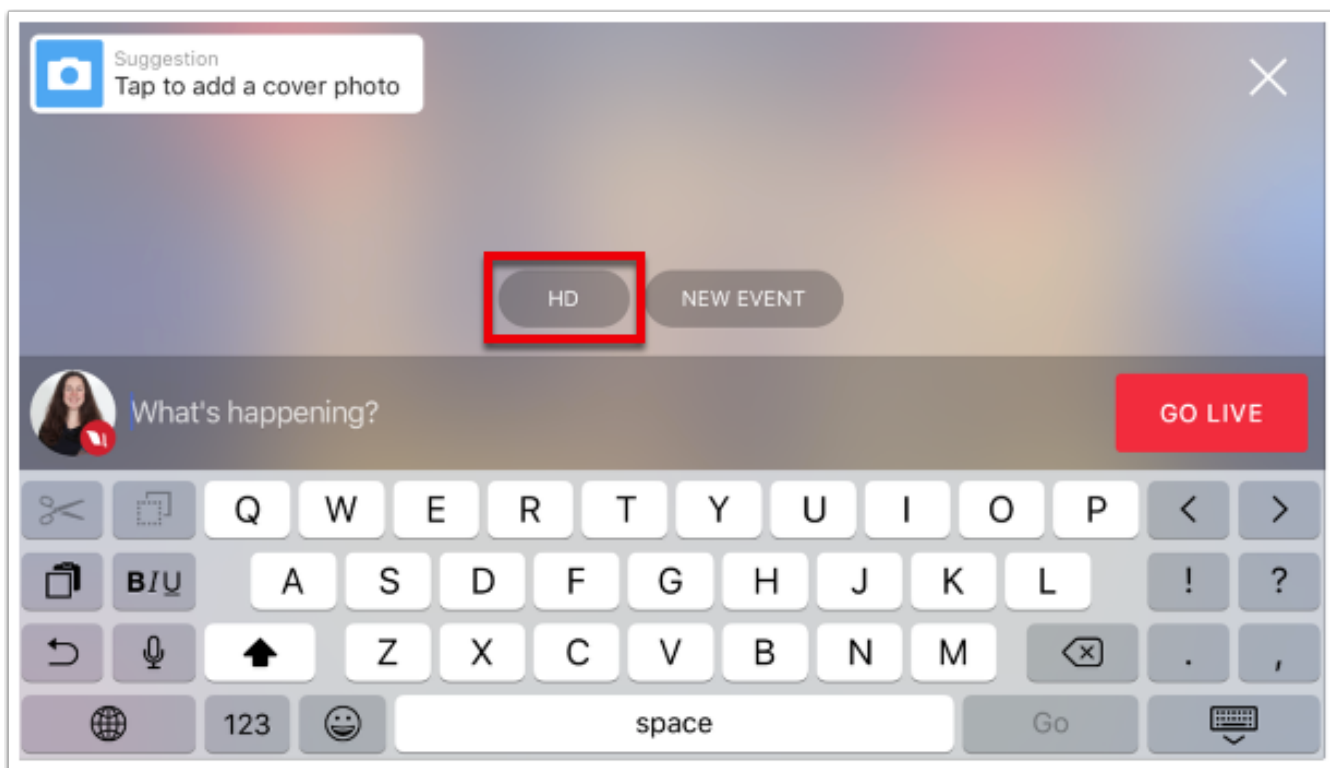 Suggestion
Tap to add a cover photo
HD NEW EVENT
What's happening?
GO LIVE
Q W E R T Y U I O P < >
BIU A S D F G H J K L ! ?
Z X C V B N M . ,
123 space Go